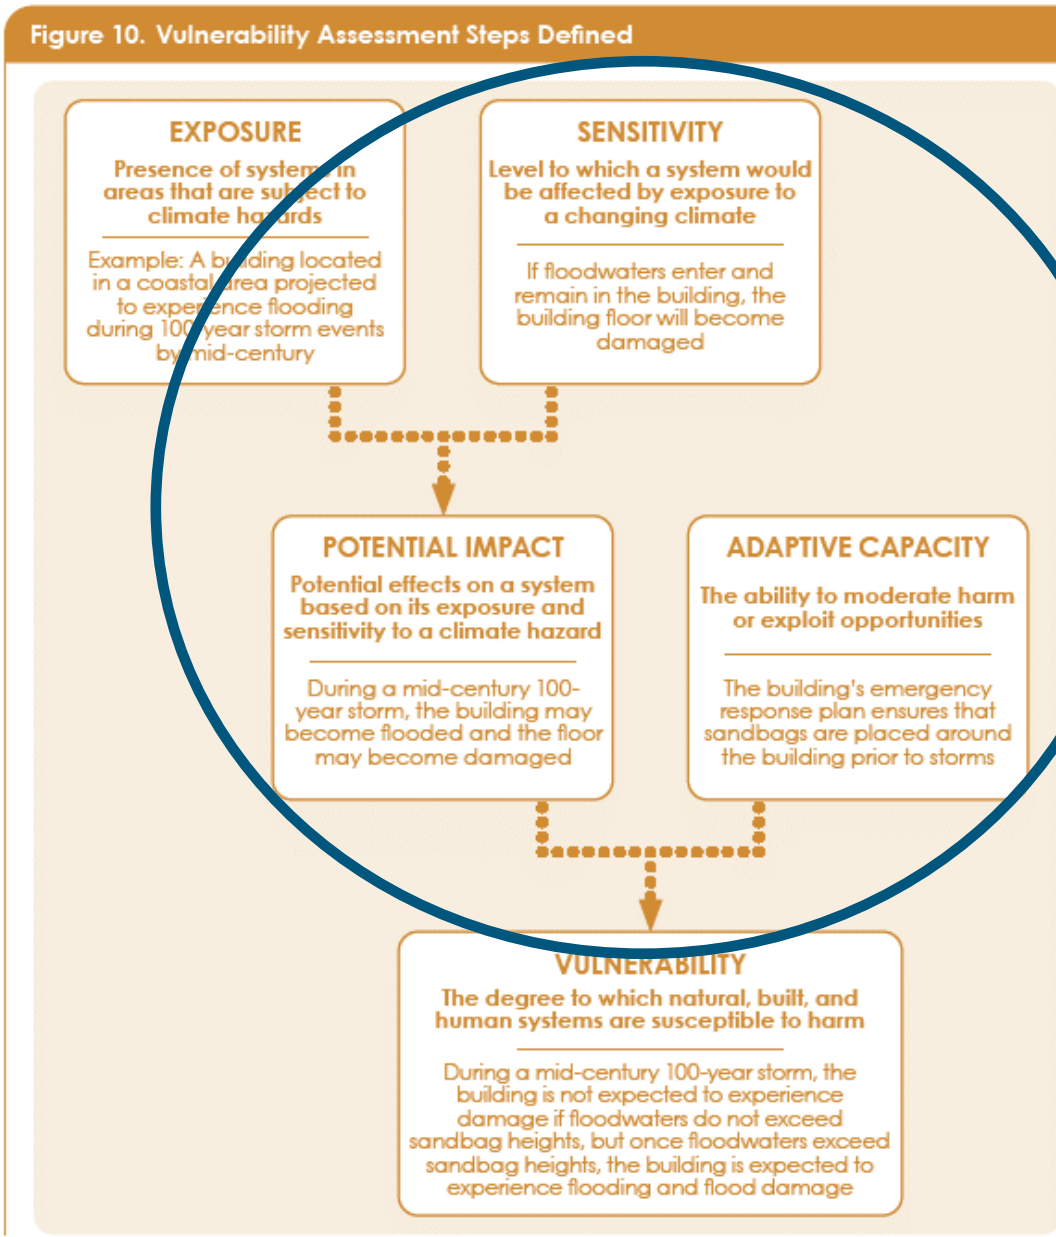 Figure 10. Vulnerability Assessment Steps Defined
EXPOSURE
Presence of systems in
areas that are subject to
climate hazards
Example: A building located
in a coastal area projected
to experience flooding
during 100-year storm events
by mid-century
SENSITIVITY
Level to which a system would
be affected by exposure to
a changing climate
If floodwaters enter and
remain in the building, the
building floor will become
damaged
POTENTIAL IMPACT
Potential effects on a system
based on its exposure and
sensitivity to a climate hazard
During a mid-century 100-
year storm, the building may
become flooded and the floor
may become damaged
ADAPTIVE CAPACITY
The ability to moderate harm
or exploit opportunities
The building's emergency
response plan ensures that
sandbags are placed around
the building prior to storms
VULNERABILITY
The degree to which natural, built, and
human systems are susceptible to harm
During a mid-century 100-year storm, the
building is not expected to experience
damage if floodwaters do not exceed
sandbag heights, but once floodwaters exceed
sandbag heights, the building is expected to
experience flooding and flood damage